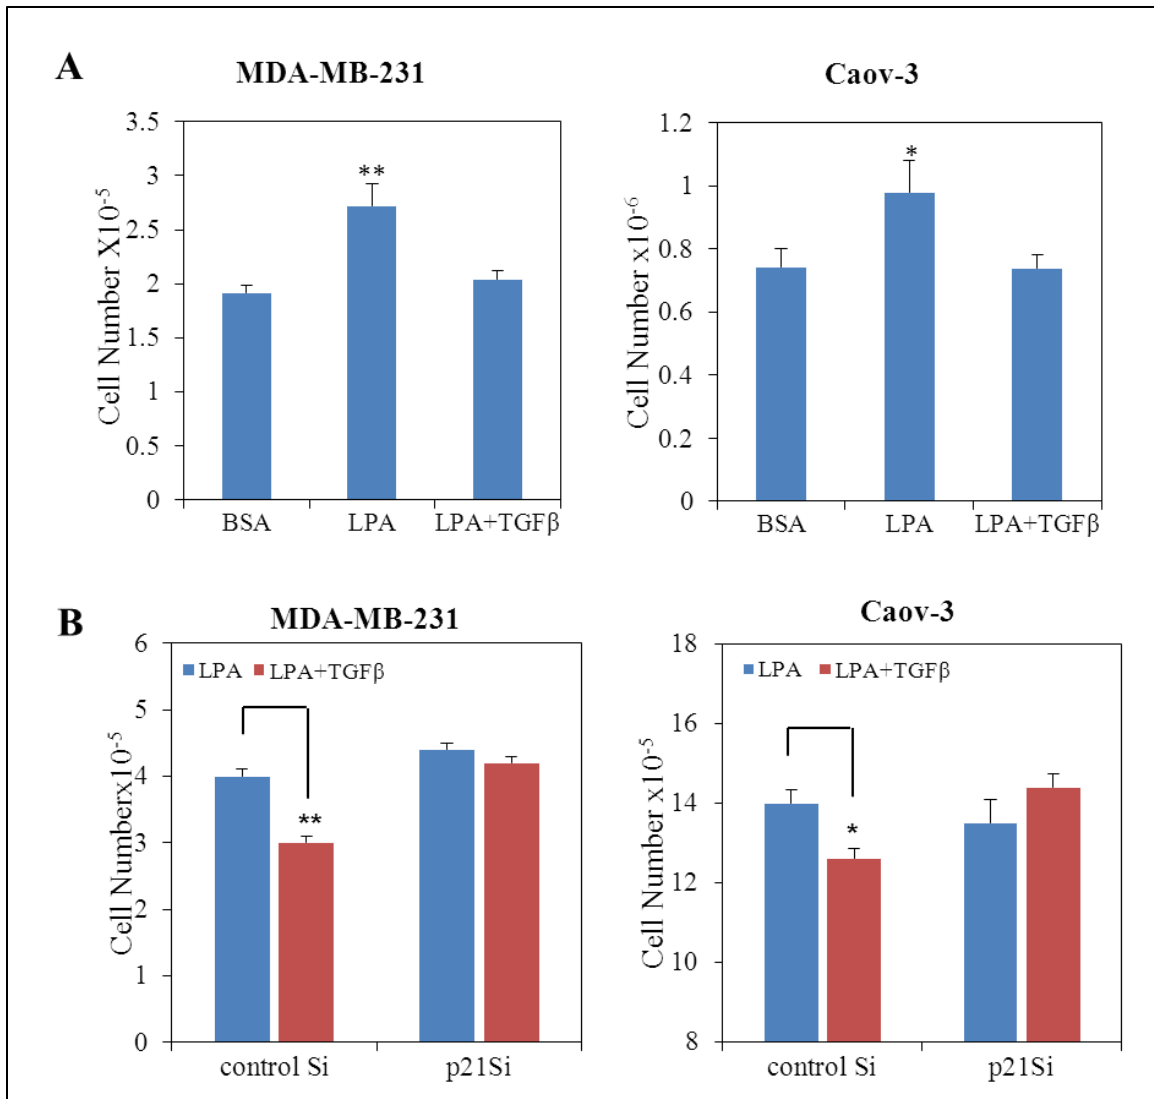 A
MDA-MB-231
Cell Number X10⁻⁵
3.5
3
2.5
2
1.5
1
0.5
0
**
BSA
LPA
LPA+TGFβ
Caov-3
Cell Number x10⁻⁶
1.2
1
0.8
0.6
0.4
0.2
0
*
BSA
LPA
LPA+TGFβ
B
MDA-MB-231
Cell Numberx10⁻⁵
6
5
4
3
2
1
0
LPA
LPA+TGFβ
**
control Si
p21Si
Caov-3
Cell Number x10⁻⁵
18
16
14
12
10
8
LPA
LPA+TGFβ
*
control Si
p21Si